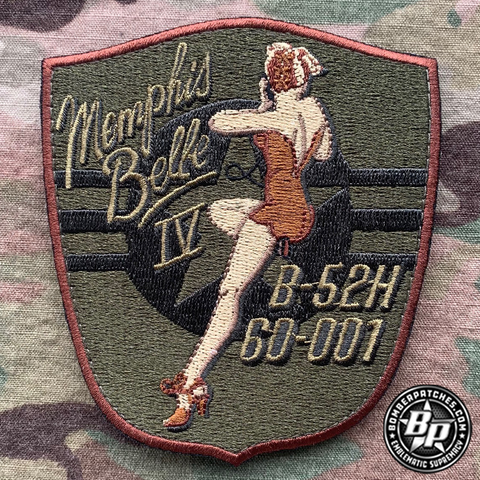 Memphis
Belle
IV
B-52H
60-001
BOMBERPATCHES.COM
BP
EMBLEMATIC SUPREMACY